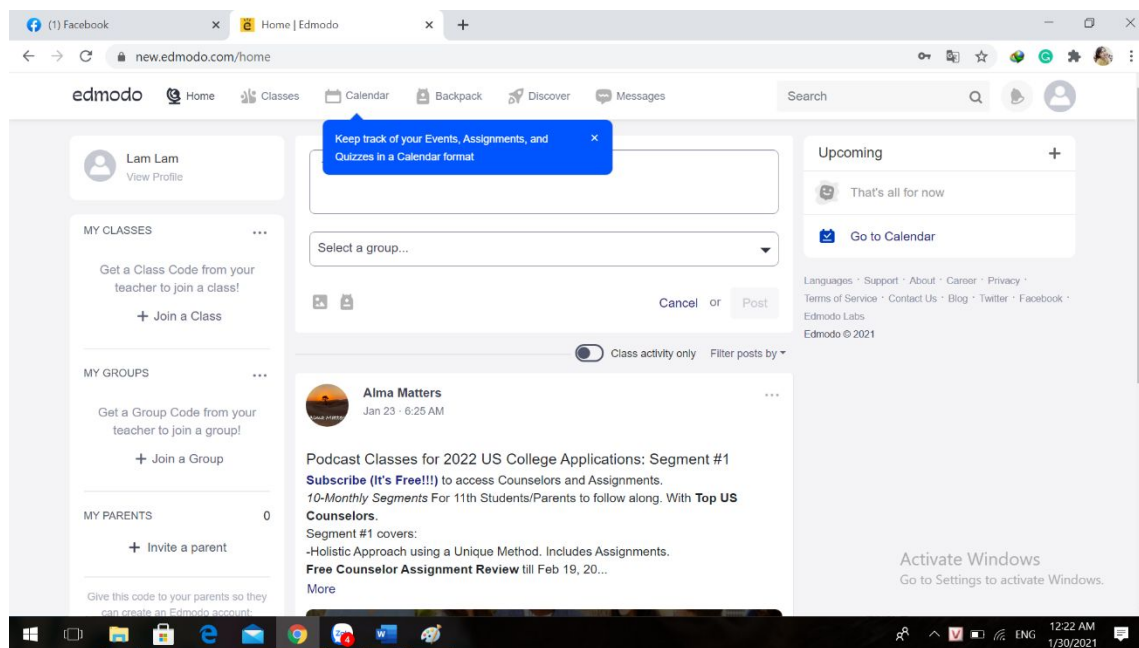 (1) Facebook
Home | Edmodo
new.edmodo.com/home
edmodo
Home
Classes
Calendar
Backpack
Discover
Messages
Search
Keep track of your Events, Assignments, and
Quizzes in a Calendar format
Lam Lam
View Profile
MY CLASSES
Get a Class Code from your
teacher to join a class!
+ Join a Class
MY GROUPS
Get a Group Code from your
teacher to join a group!
+ Join a Group
MY PARENTS 0
+ Invite a parent
Give this code to your parents so they
can create an Edmodo account:
Select a group...
Cancel or Post
Class activity only Filter posts by
Alma Matters
Jan 23 · 6:25 AM
Podcast Classes for 2022 US College Applications: Segment #1
Subscribe (It's Free!!!) to access Counselors and Assignments.
10-Monthly Segments For 11th Students/Parents to follow along. With Top US
Counselors.
Segment #1 covers:
-Holistic Approach using a Unique Method. Includes Assignments.
Free Counselor Assignment Review till Feb 19, 20...
More
Upcoming +
That's all for now
Go to Calendar
Languages · Support · About · Career · Privacy ·
Terms of Service · Contact Us · Blog · Twitter · Facebook ·
Edmodo Labs
Edmodo © 2021
Activate Windows
Go to Settings to activate Windows.
ENG
12:22 AM
1/30/2021